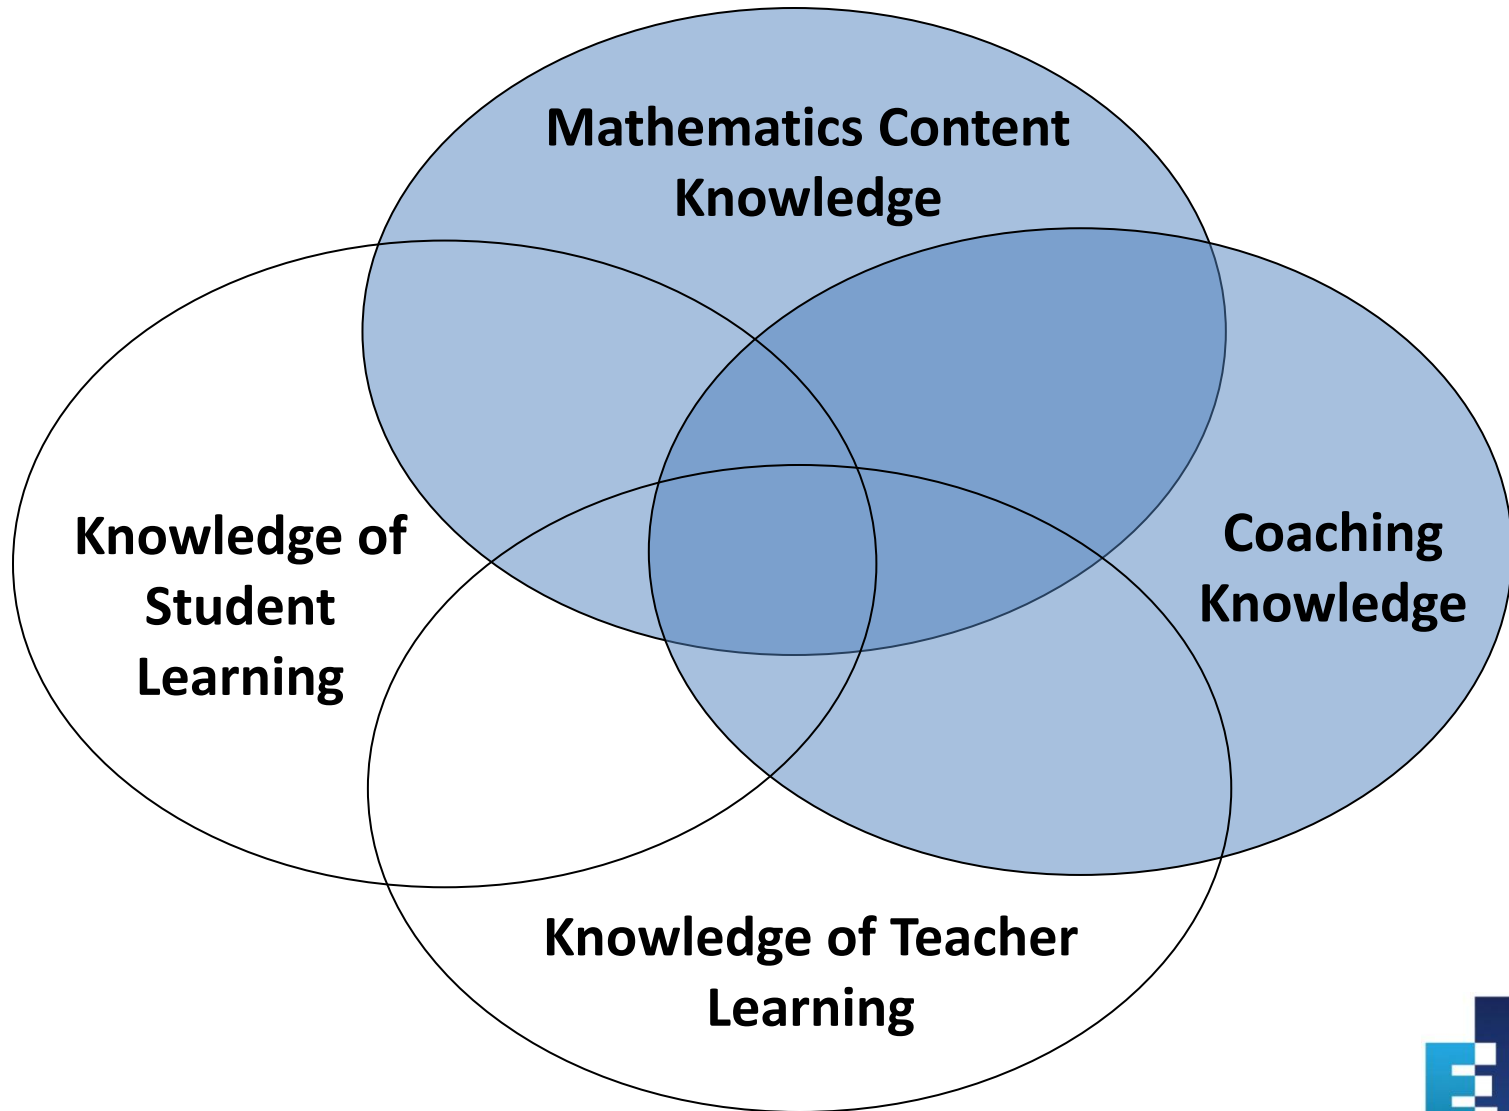 Mathematics Content
Knowledge
Knowledge of
Student
Learning
Coaching
Knowledge
Knowledge of Teacher
Learning